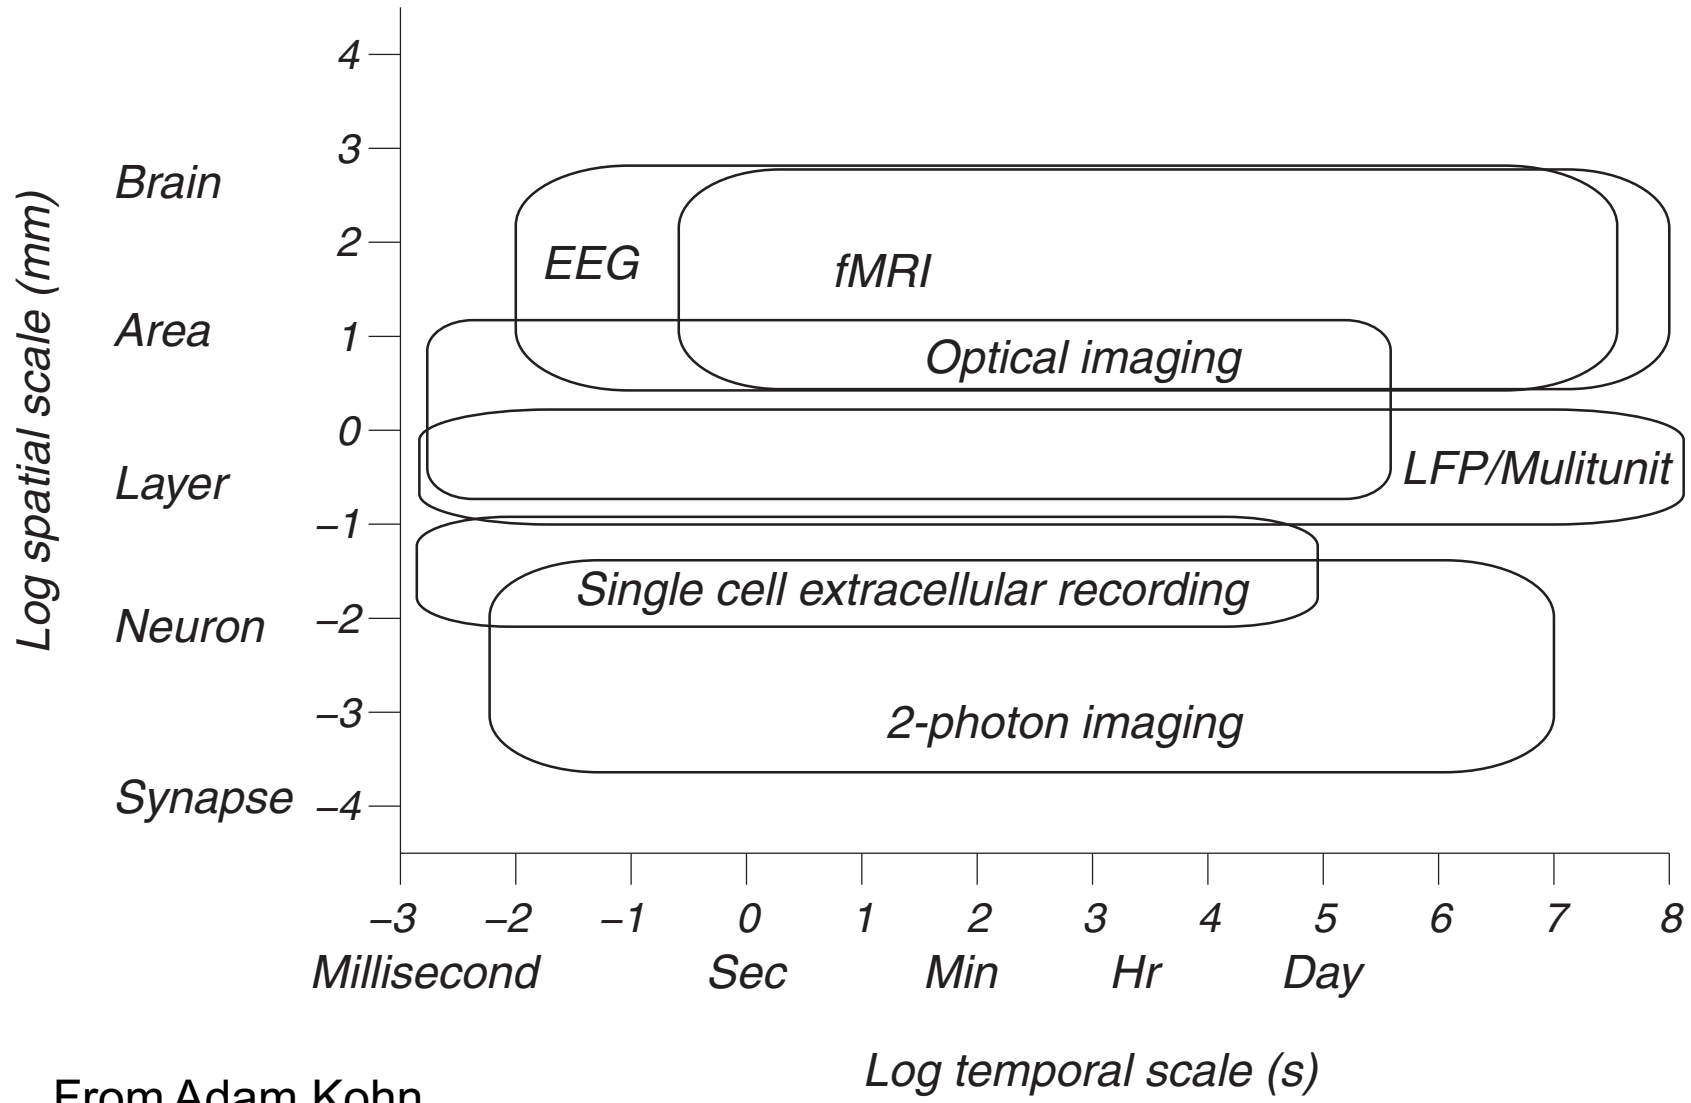 4
3
Brain
2
EEG
fMRI
Area
1
Optical imaging
0
LFP/Mulitunit
Layer
−1
Single cell extracellular recording
Neuron
−2
−3
2-photon imaging
Synapse
−4
Log spatial scale (mm)
−3 −2 −1 0 1 2 3 4 5 6 7 8
Millisecond Sec Min Hr Day
Log temporal scale (s)
From Adam Kohn